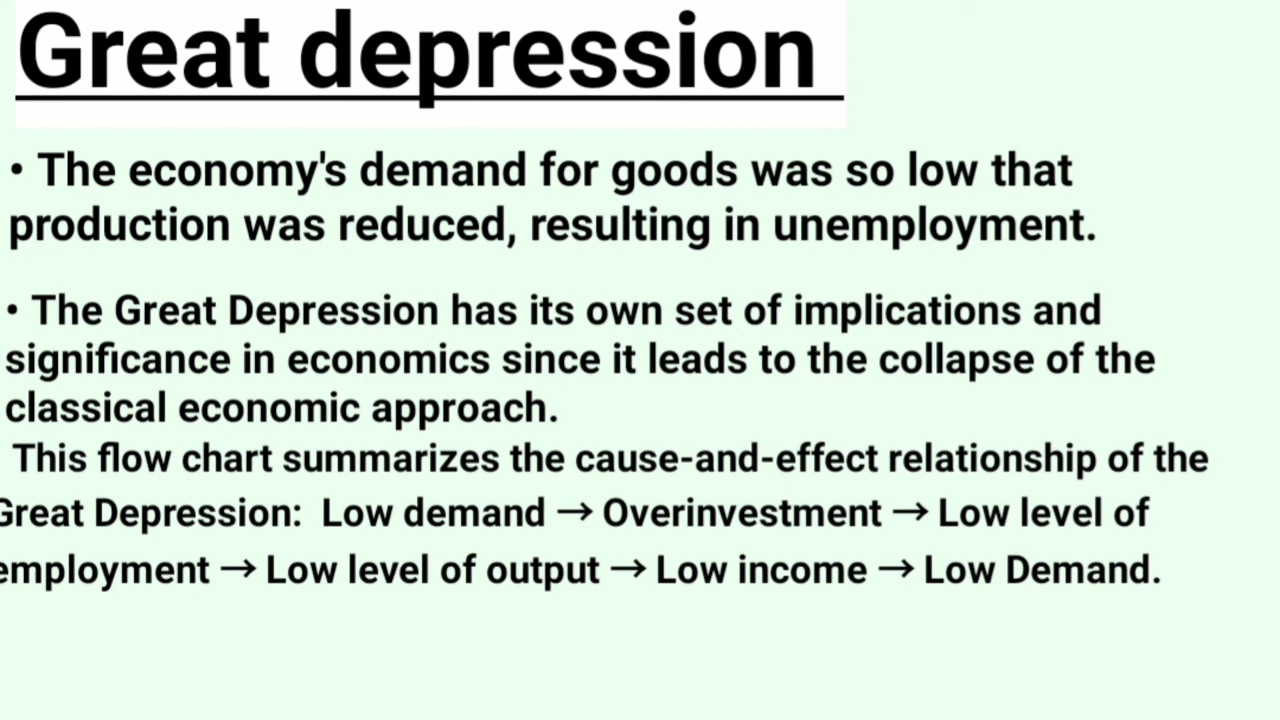 Great depression
• The economy's demand for goods was so low that
production was reduced, resulting in unemployment.
• The Great Depression has its own set of implications and
significance in economics since it leads to the collapse of the
classical economic approach.
This flow chart summarizes the cause-and-effect relationship of the
Great Depression: Low demand → Overinvestment → Low level of
employment → Low level of output → Low income → Low Demand.